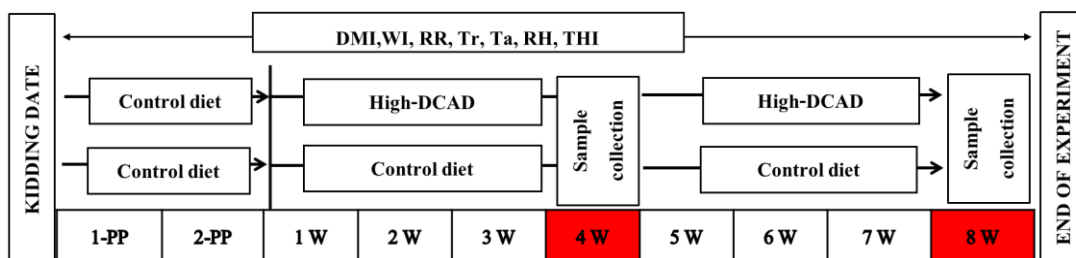 KIDDING DATE
DMI,WI, RR, Tr, Ta, RH, THI
Control diet
High-DCAD
Sample
collection
High-DCAD
Sample
collection
Control diet
Control diet
Control diet
1-PP
2-PP
1 W
2 W
3 W
4 W
5 W
6 W
7 W
8 W
END OF EXPERIMENT